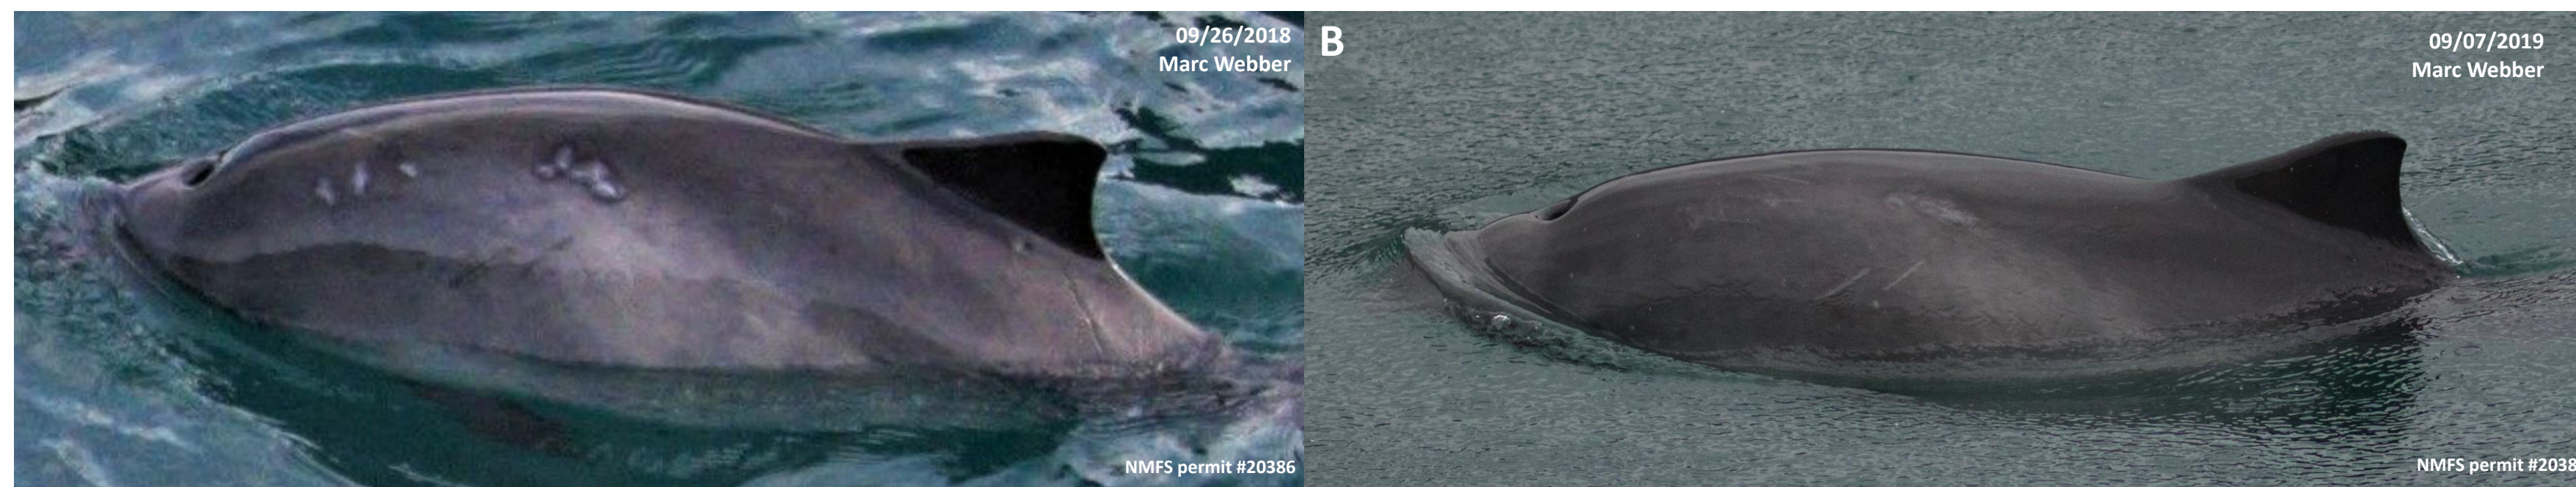 09/26/2018
Marc Webber
NMFS permit #20386
B
09/07/2019
Marc Webber
NMFS permit #2038